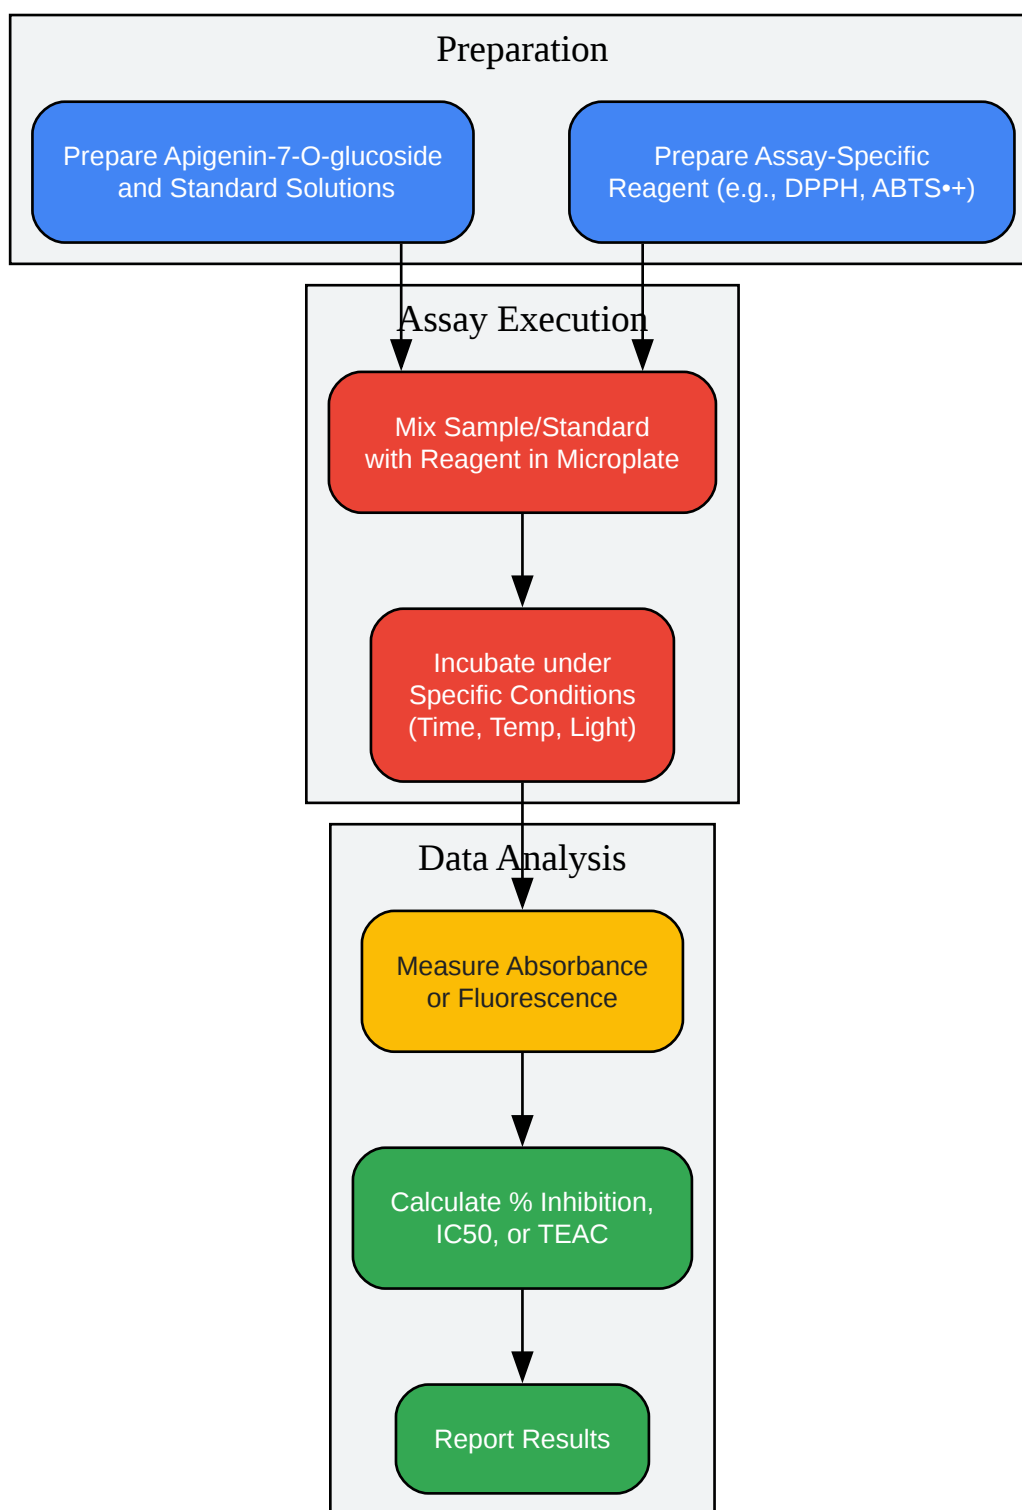 Preparation
Prepare Apigenin-7-O-glucoside
and Standard Solutions
Prepare Assay-Specific
Reagent (e.g., DPPH, ABTS•+)
Assay Execution
Mix Sample/Standard
with Reagent in Microplate
Incubate under
Specific Conditions
(Time, Temp, Light)
Data Analysis
Measure Absorbance
or Fluorescence
Calculate % Inhibition,
IC50, or TEAC
Report Results